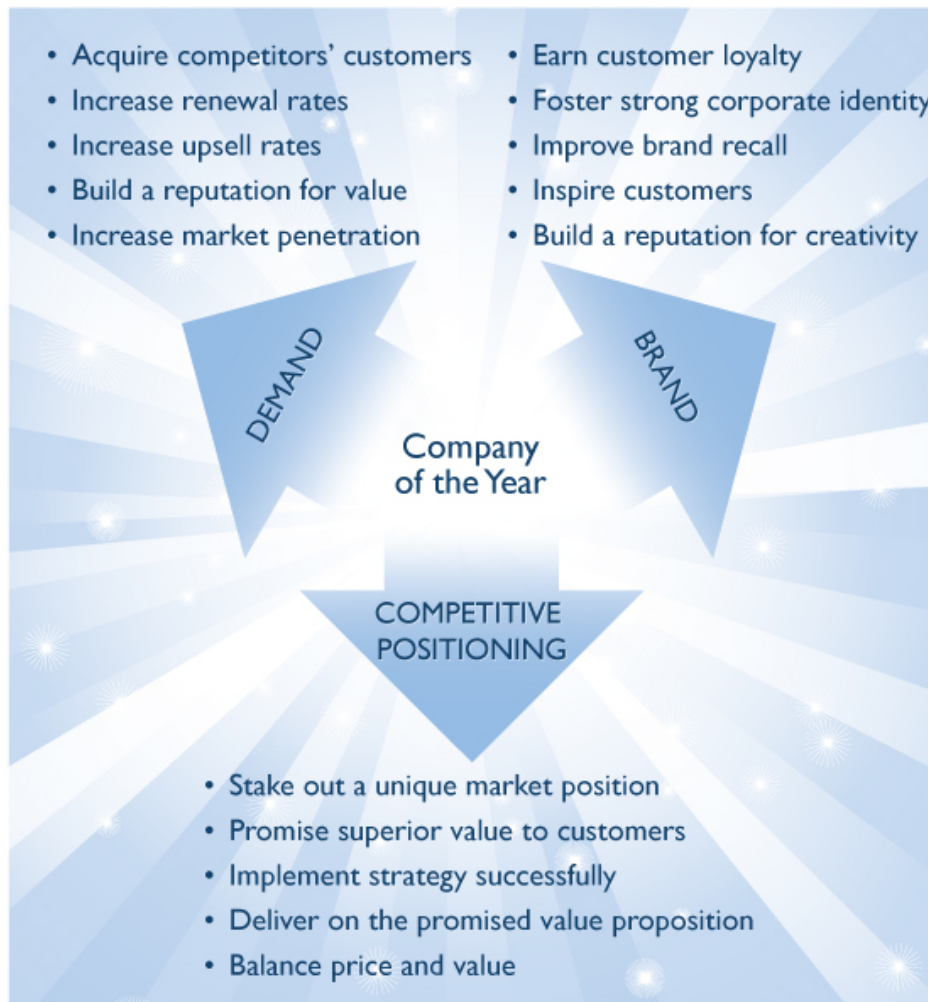 • Acquire competitors’ customers
• Increase renewal rates
• Increase upsell rates
• Build a reputation for value
• Increase market penetration
• Earn customer loyalty
• Foster strong corporate identity
• Improve brand recall
• Inspire customers
• Build a reputation for creativity
DEMAND
BRAND
Company
of the Year
COMPETITIVE
POSITIONING
• Stake out a unique market position
• Promise superior value to customers
• Implement strategy successfully
• Deliver on the promised value proposition
• Balance price and value